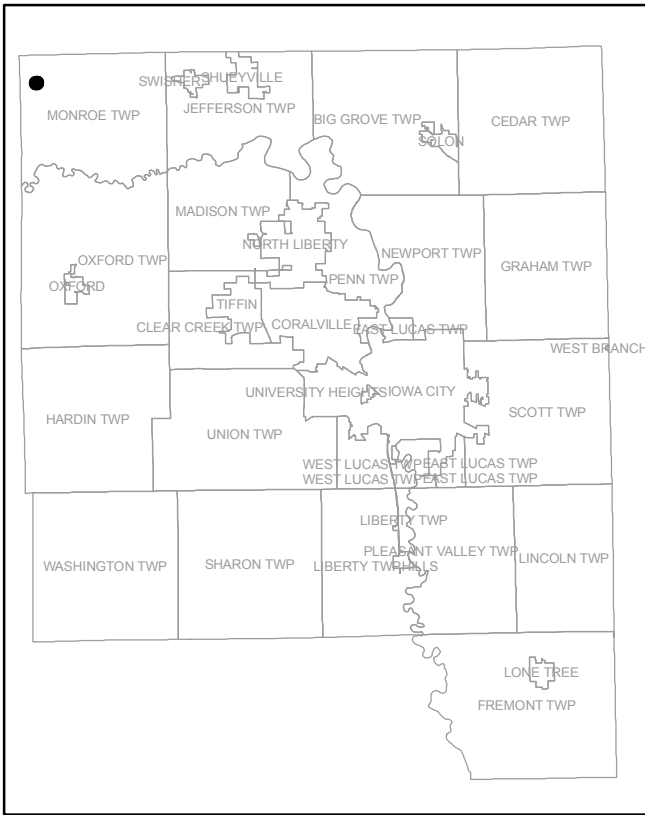 SWISHER
SHUEYVILLE
MONROE TWP
JEFFERSON TWP
BIG GROVE TWP
CEDAR TWP
SOLON
MADISON TWP
NORTH LIBERTY
OXFORD TWP
NEWPORT TWP
GRAHAM TWP
PENN TWP
OXFORD
TIFFIN
CLEAR CREEK TWP
CORALVILLE
EAST LUCAS TWP
WEST BRANCH
UNIVERSITY HEIGHTS
IOWA CITY
HARDIN TWP
SCOTT TWP
UNION TWP
WEST LUCAS TWP
EAST LUCAS TWP
WEST LUCAS TWP
EAST LUCAS TWP
LIBERTY TWP
PLEASANT VALLEY TWP
WASHINGTON TWP
SHARON TWP
LIBERTY TWP
HILLS
LINCOLN TWP
LONE TREE
FREMONT TWP